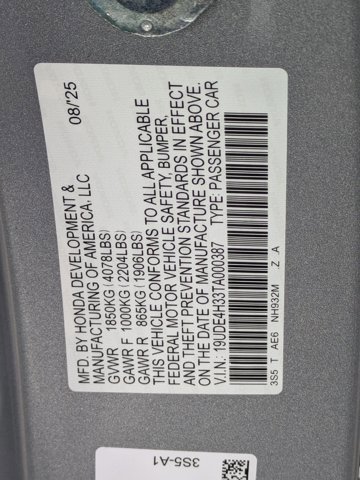 MFD. BY HONDA DEVELOPMENT & 08/'25
MANUFACTURING OF AMERICA, LLC
GVWR 1850KG(4078LBS)
GAWR F 1000KG(2204LBS)
GAWR R 865KG(1906LBS)
THIS VEHICLE CONFORMS TO ALL APPLICABLE
FEDERAL MOTOR VEHICLE SAFETY, BUMPER,
AND THEFT PREVENTION STANDARDS IN EFFECT
ON THE DATE OF MANUFACTURE SHOWN ABOVE.
V.I.N.: 19UDE4H33TA000387 TYPE: PASSENGER CAR
3S5 T AE6 NH932M Z A
3S5-A1